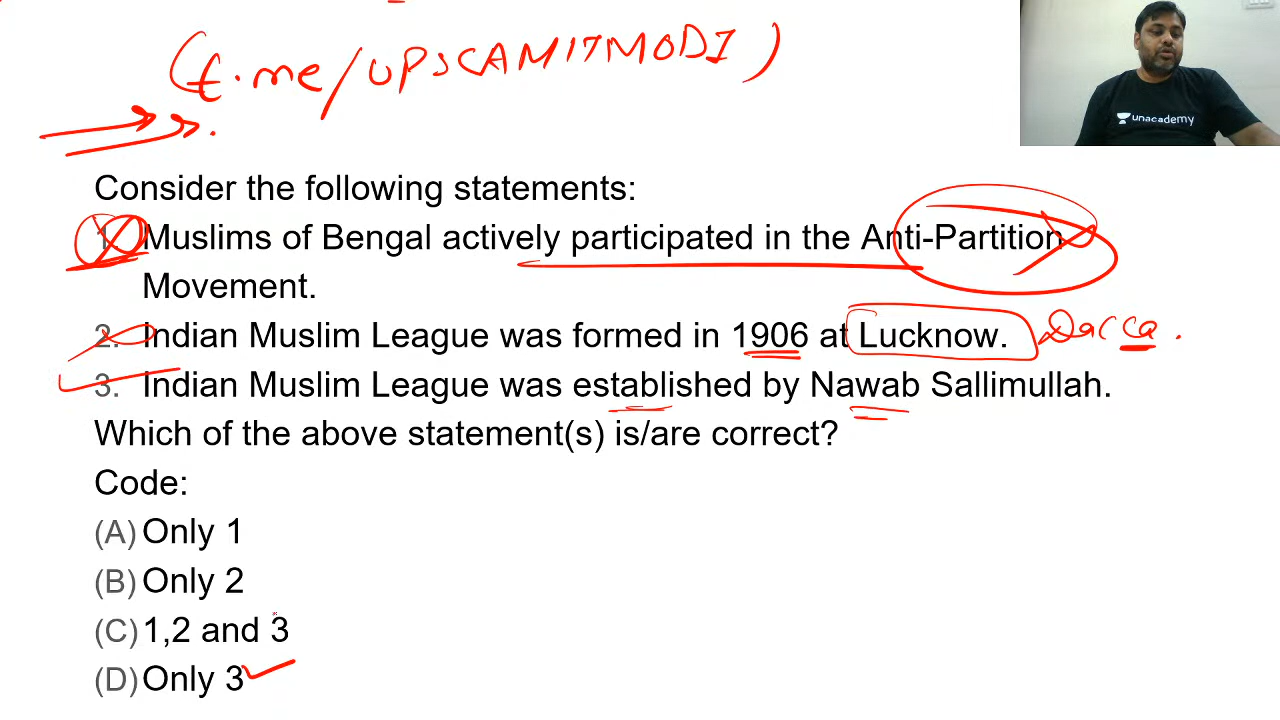 (t.me/UPSCAMITMODI)
unacademy
Consider the following statements:
1. Muslims of Bengal actively participated in the Anti-Partition
Movement.
2. Indian Muslim League was formed in 1906 at Lucknow. Dacca.
3. Indian Muslim League was established by Nawab Sallimullah.
Which of the above statement(s) is/are correct?
Code:
(A) Only 1
(B) Only 2
(C) 1,2 and 3
(D) Only 3